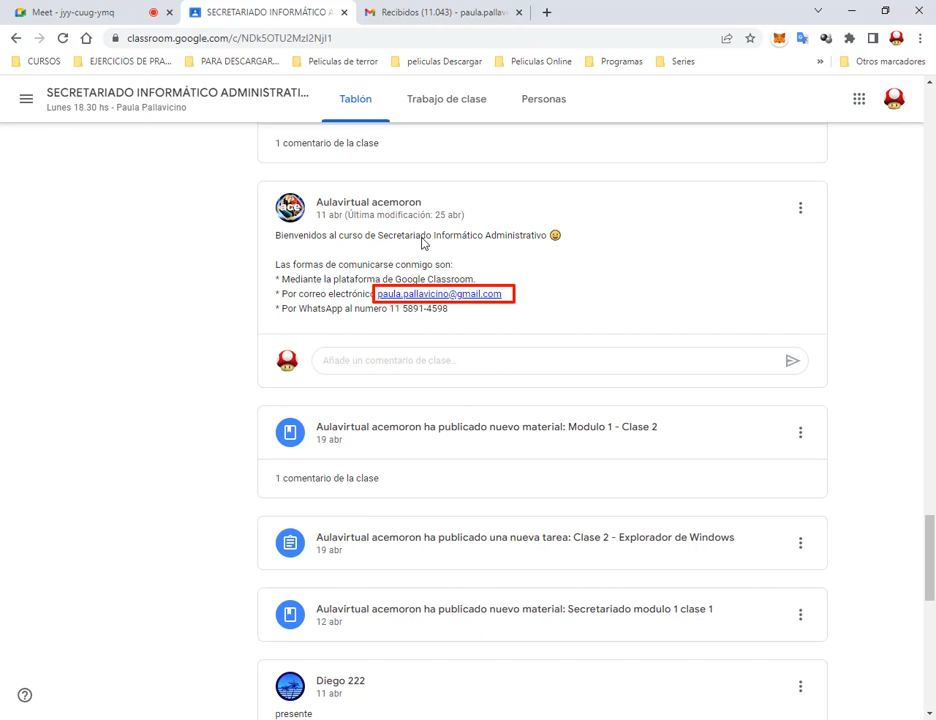 Meet - jyy-cuug-ymq
SECRETARIADO INFORMÁTICO A
Recibidos (11.043) - paula.pallavi
classroom.google.com/c/NDk5OTU2MzI2NjI1
CURSOS
EJERCICIOS DE PRA...
PARA DESCARGAR...
Peliculas de terror
peliculas Descargar
Peliculas Online
Programas
Series
»
Otros marcadores
SECRETARIADO INFORMÁTICO ADMINISTRATI...
Lunes 18.30 hs - Paula Pallavicino
Tablón
Trabajo de clase
Personas
1 comentario de la clase
Aulavirtual acemoron
11 abr (Última modificación: 25 abr)
Bienvenidos al curso de Secretariado Informático Administrativo 😀
Las formas de comunicarse conmigo son:
* Mediante la plataforma de Google Classroom.
* Por correo electrónico paula.pallavicino@gmail.com
* Por WhatsApp al numero 11 5891-4598
Añade un comentario de clase...
Aulavirtual acemoron ha publicado nuevo material: Modulo 1 - Clase 2
19 abr
1 comentario de la clase
Aulavirtual acemoron ha publicado una nueva tarea: Clase 2 - Explorador de Windows
19 abr
Aulavirtual acemoron ha publicado nuevo material: Secretariado modulo 1 clase 1
12 abr
Diego 222
11 abr
presente